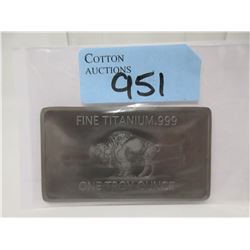 COTTON
AUCTIONS
951
FINE TITANIUM.999
ONE TROY OUNCE